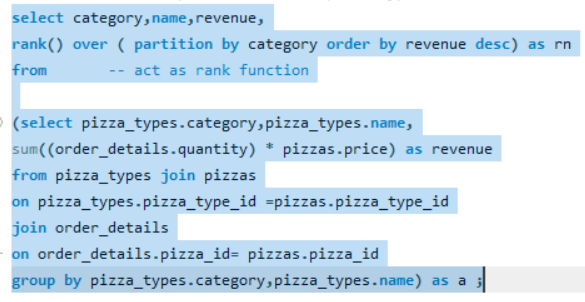 select category,name,revenue,
rank() over ( partition by category order by revenue desc) as rn
from -- act as rank function
(select pizza_types.category,pizza_types.name,
sum((order_details.quantity) * pizzas.price) as revenue
from pizza_types join pizzas
on pizza_types.pizza_type_id =pizzas.pizza_type_id
join order_details
on order_details.pizza_id= pizzas.pizza_id
group by pizza_types.category,pizza_types.name) as a ;